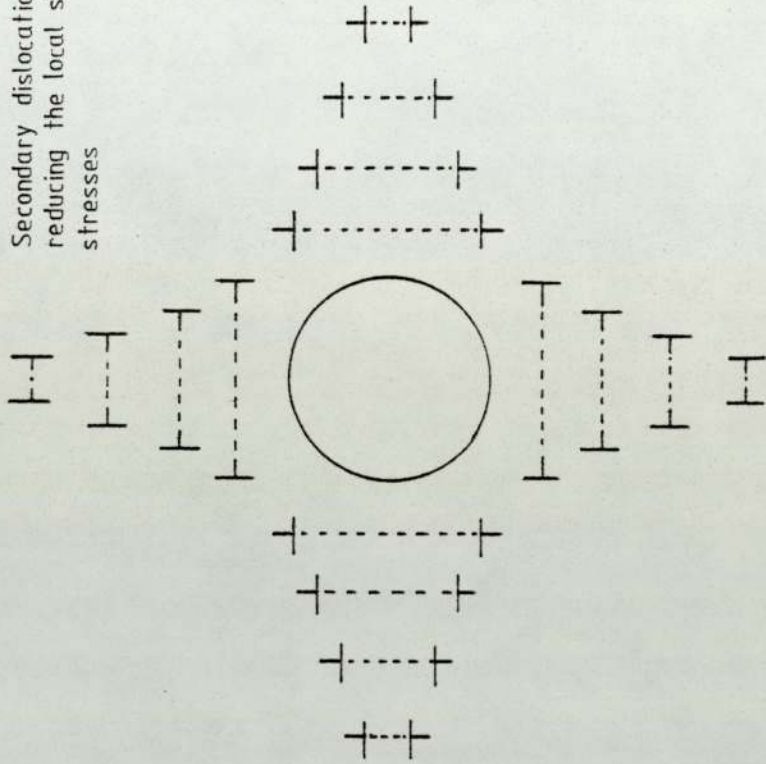 Secondary dislocatio
reducing the local s
stresses